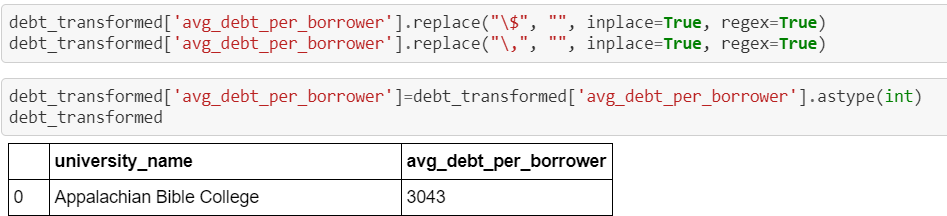 debt_transformed['avg_debt_per_borrower'].replace("\$", "", inplace=True, regex=True)
debt_transformed['avg_debt_per_borrower'].replace("\,", "", inplace=True, regex=True)
debt_transformed['avg_debt_per_borrower']=debt_transformed['avg_debt_per_borrower'].astype(int)
debt_transformed
university_name avg_debt_per_borrower
0 Appalachian Bible College 3043